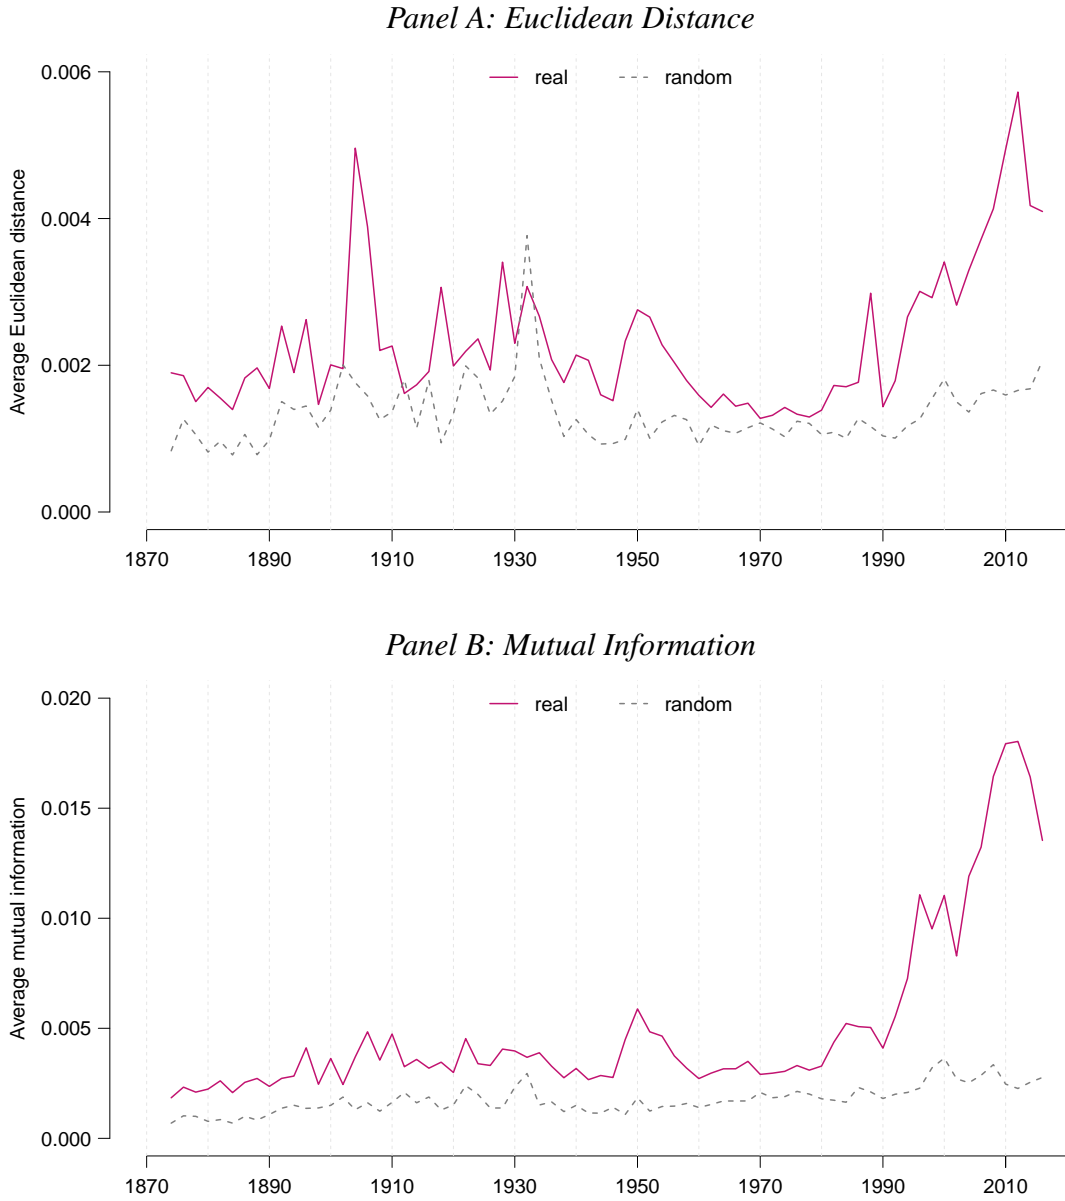 Panel A: Euclidean Distance
real random
Average Euclidean distance
0.006
0.004
0.002
0.000
1870 1890 1910 1930 1950 1970 1990 2010
Panel B: Mutual Information
real random
Average mutual information
0.020
0.015
0.010
0.005
0.000
1870 1890 1910 1930 1950 1970 1990 2010